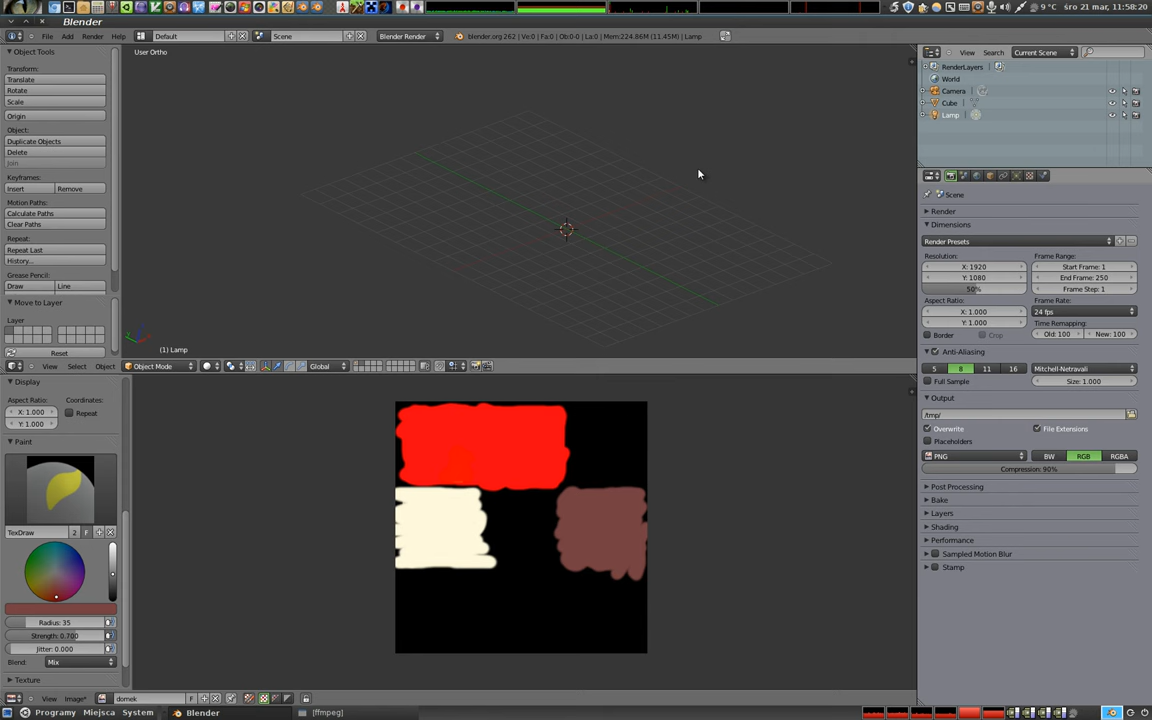 9 °C śro 21 mar, 11:58:20
Blender
File Add Render Help
Default
Scene
Blender Render
blender.org 262 | Ve:0 | Fa:0 | Ob:0-0 | La:0 | Mem:224.86M (11.45M) | Lamp
Object Tools
Transform:
Translate
Rotate
Scale
Origin
Object:
Duplicate Objects
Delete
Join
Keyframes:
Insert Remove
Motion Paths:
Calculate Paths
Clear Paths
Repeat:
Repeat Last
History...
Grease Pencil:
Draw Line
Move to Layer
Layer
Reset
User Ortho
(1) Lamp
View Select Object
Object Mode
Global
Display
Aspect Ratio: Coordinates:
X: 1.000 Repeat
Y: 1.000
Paint
TexDraw 2 F
Radius: 35
Strength: 0.700
Jitter: 0.000
Blend: Mix
Texture
View Image* domek F
View Search Current Scene
RenderLayers
World
Camera
Cube
Lamp
Scene
Render
Dimensions
Render Presets
Resolution: Frame Range:
X: 1920 Start Frame: 1
Y: 1080 End Frame: 250
50% Frame Step: 1
Aspect Ratio: Frame Rate:
X: 1.000 24 fps
Y: 1.000 Time Remapping:
Border Crop Old: 100 New: 100
Anti-Aliasing
5 8 11 16 Mitchell-Netravali
Full Sample Size: 1.000
Output
/tmp/
Overwrite File Extensions
Placeholders
PNG BW RGB RGBA
Compression: 90%
Post Processing
Bake
Layers
Shading
Performance
Sampled Motion Blur
Stamp
Programy Miejsca System Blender [ffmpeg]